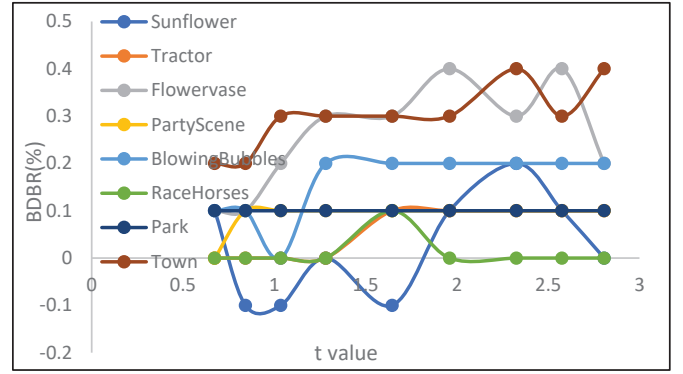 0.5
0.4
0.3
0.2
0.1
0
-0.1
-0.2
BDBR(%)
Sunflower
Tractor
Flowervase
PartyScene
BlowingBubbles
RaceHorses
Park
Town
0 0.5 1 1.5 2 2.5 3
t value